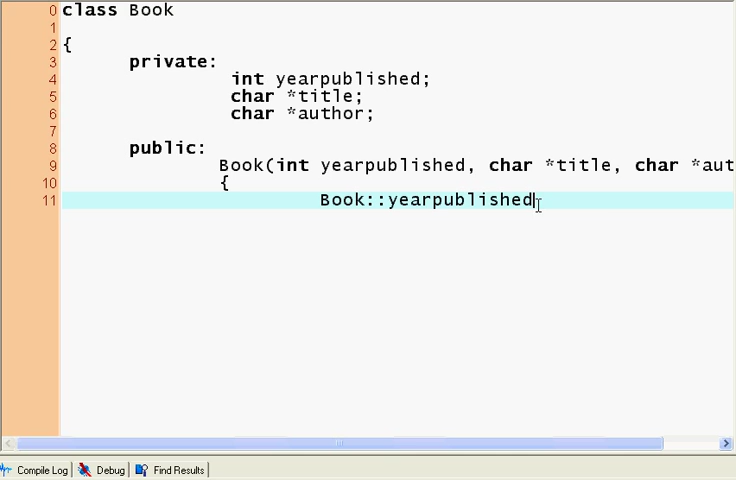 0 class Book
1
2 {
3 private:
4 int yearpublished;
5 char *title;
6 char *author;
7
8 public:
9 Book(int yearpublished, char *title, char *aut
10 {
11 Book::yearpublished
Compile Log Debug Find Results